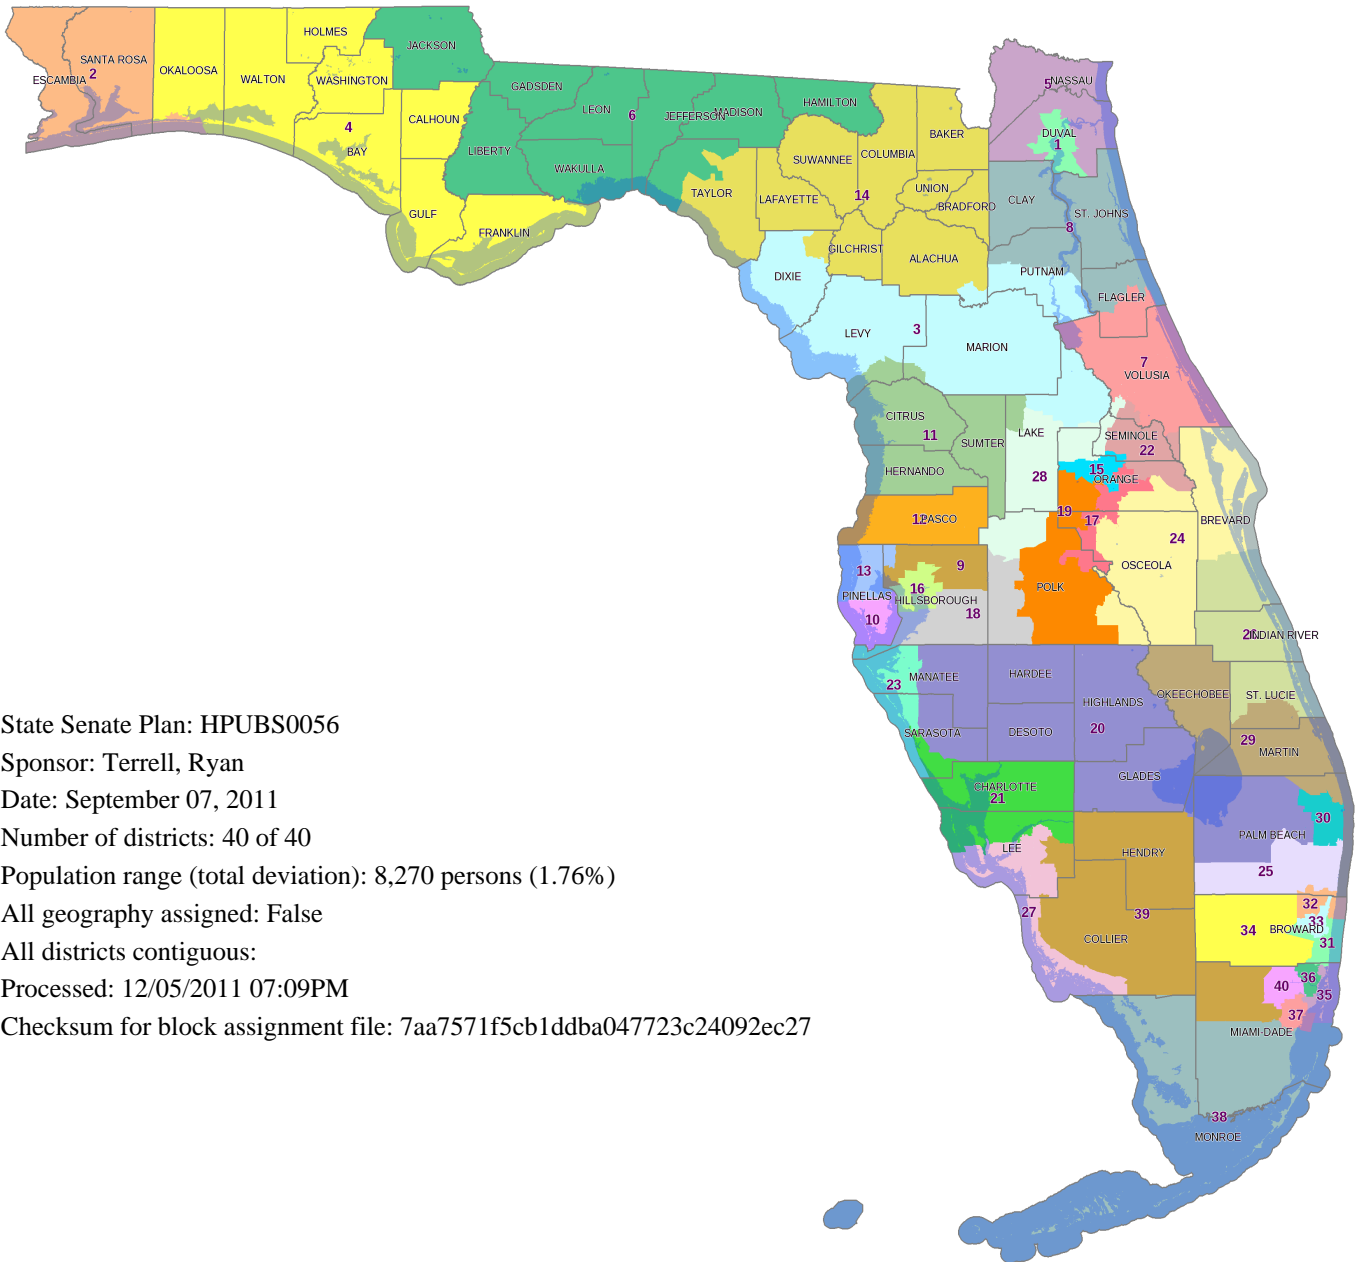 HOLMES
JACKSON
SANTA ROSA
ESCAMBIA
2
OKALOOSA
WALTON
WASHINGTON
GADSDEN
LEON
6
JEFFERSON
MADISON
HAMILTON
CALHOUN
4
BAY
LIBERTY
WAKULLA
GULF
FRANKLIN
TAYLOR
LAFAYETTE
SUWANNEE
COLUMBIA
BAKER
14
UNION
BRADFORD
GILCHRIST
ALACHUA
5
NASSAU
DUVAL
1
CLAY
ST. JOHNS
8
PUTNAM
FLAGLER
DIXIE
LEVY
3
MARION
7
VOLUSIA
CITRUS
11
SUMTER
LAKE
SEMINOLE
22
HERNANDO
28
15
ORANGE
12
PASCO
19
17
BREVARD
24
13
9
OSCEOLA
PINELLAS
16
HILLSBOROUGH
POLK
10
18
26
INDIAN RIVER
23
MANATEE
HARDEE
OKEECHOBEE
ST. LUCIE
HIGHLANDS
SARASOTA
DESOTO
20
29
MARTIN
CHARLOTTE
21
GLADES
30
PALM BEACH
LEE
HENDRY
25
27
39
COLLIER
32
33
34
BROWARD
31
36
40
35
37
MIAMI-DADE
38
MONROE
State Senate Plan: HPUBS0056
Sponsor: Terrell, Ryan
Date: September 07, 2011
Number of districts: 40 of 40
Population range (total deviation): 8,270 persons (1.76%)
All geography assigned: False
All districts contiguous:
Processed: 12/05/2011 07:09PM
Checksum for block assignment file: 7aa7571f5cb1ddba047723c24092ec27